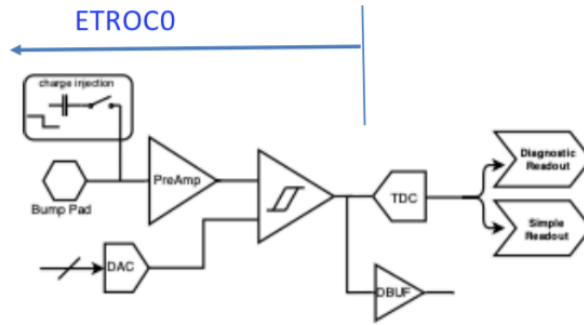 ETROC0
charge injection
PreAmp
Bump Pad
DAC
TDC
DBUF
Diagnostic
Readout
Simple
Readout